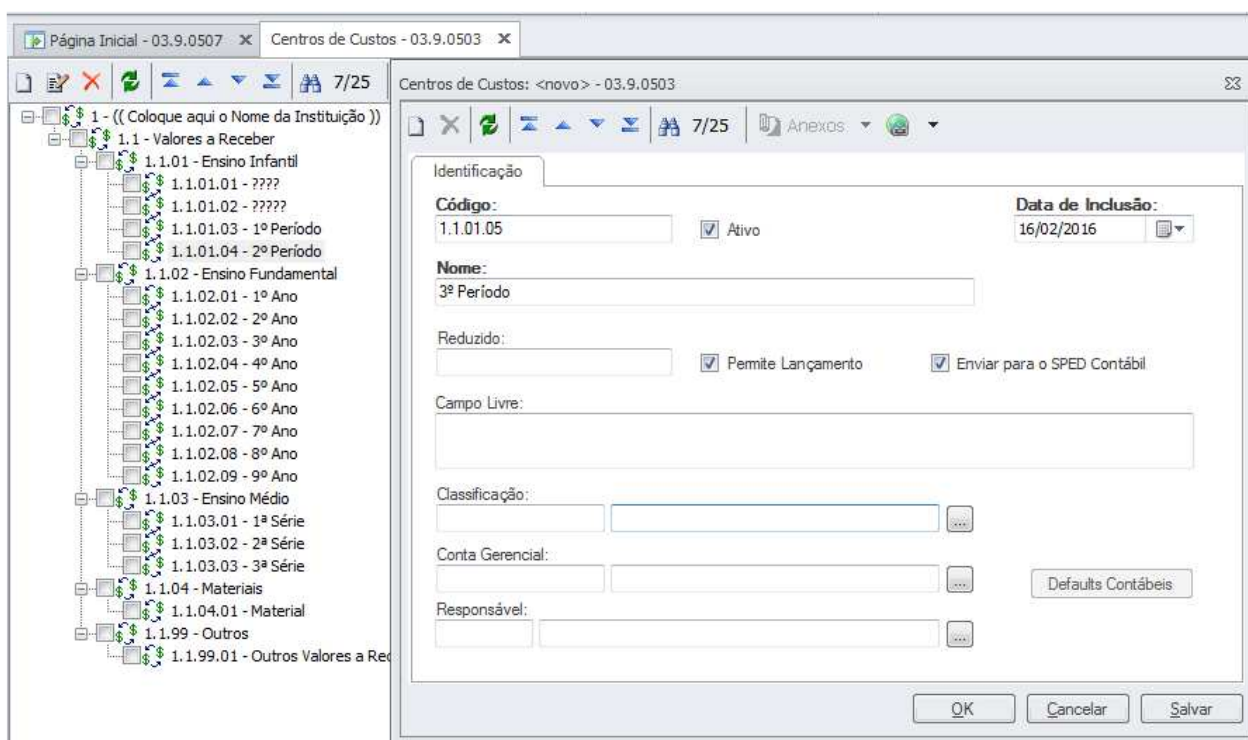 Página Inicial - 03.9.0507
Centros de Custos - 03.9.0503
7/25
1 - (( Coloque aqui o Nome da Instituição ))
1.1 - Valores a Receber
1.1.01 - Ensino Infantil
1.1.01.01 - ????
1.1.01.02 - ?????
1.1.01.03 - 1º Período
1.1.01.04 - 2º Período
1.1.02 - Ensino Fundamental
1.1.02.01 - 1º Ano
1.1.02.02 - 2º Ano
1.1.02.03 - 3º Ano
1.1.02.04 - 4º Ano
1.1.02.05 - 5º Ano
1.1.02.06 - 6º Ano
1.1.02.07 - 7º Ano
1.1.02.08 - 8º Ano
1.1.02.09 - 9º Ano
1.1.03 - Ensino Médio
1.1.03.01 - 1ª Série
1.1.03.02 - 2ª Série
1.1.03.03 - 3ª Série
1.1.04 - Materiais
1.1.04.01 - Material
1.1.99 - Outros
1.1.99.01 - Outros Valores a Rec
Centros de Custos: <novo> - 03.9.0503
7/25 Anexos
Identificação
Código: Data de Inclusão:
1.1.01.05 Ativo 16/02/2016
Nome:
3º Período
Reduzido:
Permite Lançamento Enviar para o SPED Contábil
Campo Livre:
Classificação:
...
Conta Gerencial:
... Defaults Contábeis
Responsável:
...
OK Cancelar Salvar